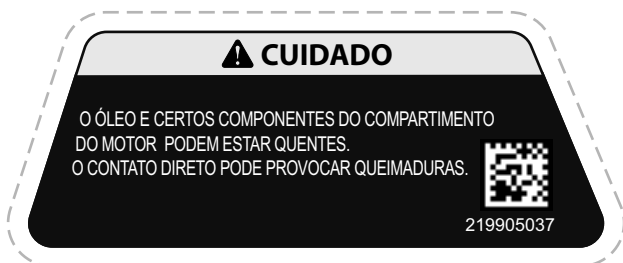 CUIDADO
O ÓLEO E CERTOS COMPONENTES DO COMPARTIMENTO
DO MOTOR PODEM ESTAR QUENTES.
O CONTATO DIRETO PODE PROVOCAR QUEIMADURAS.
219905037